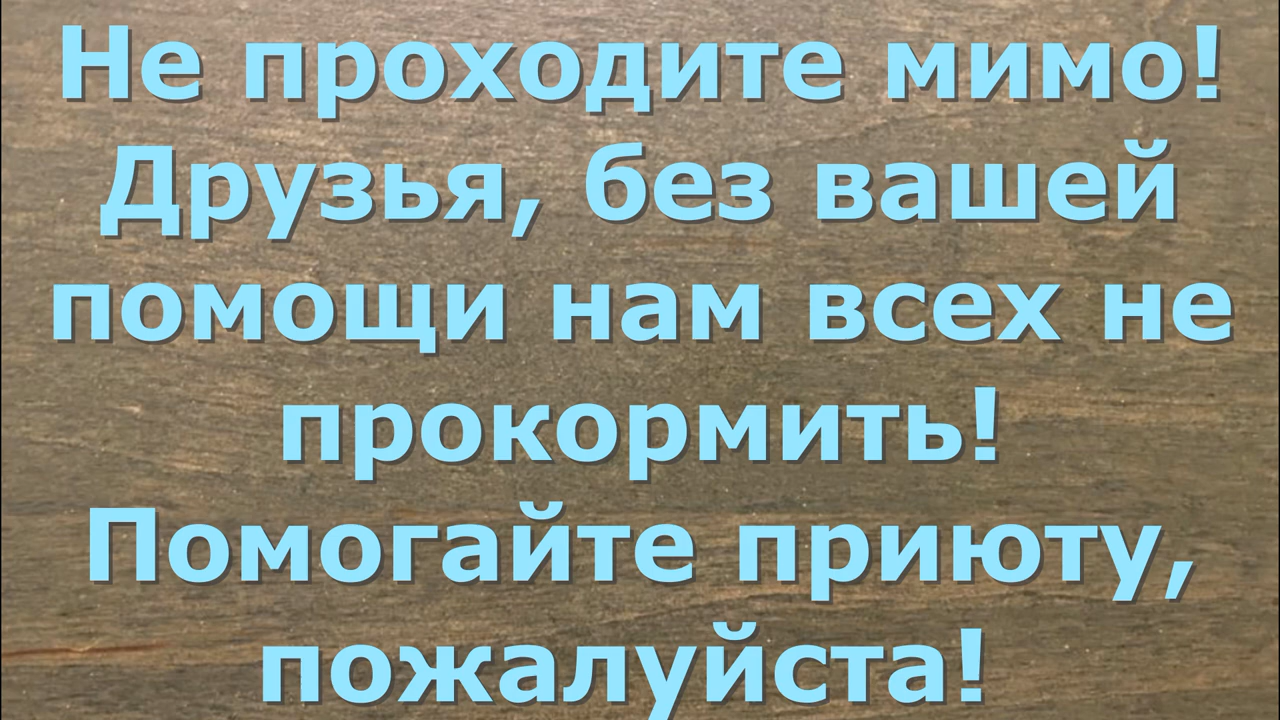 Не проходите мимо!
Друзья, без вашей
помощи нам всех не
прокормить!
Помогайте приюту,
пожалуйста!